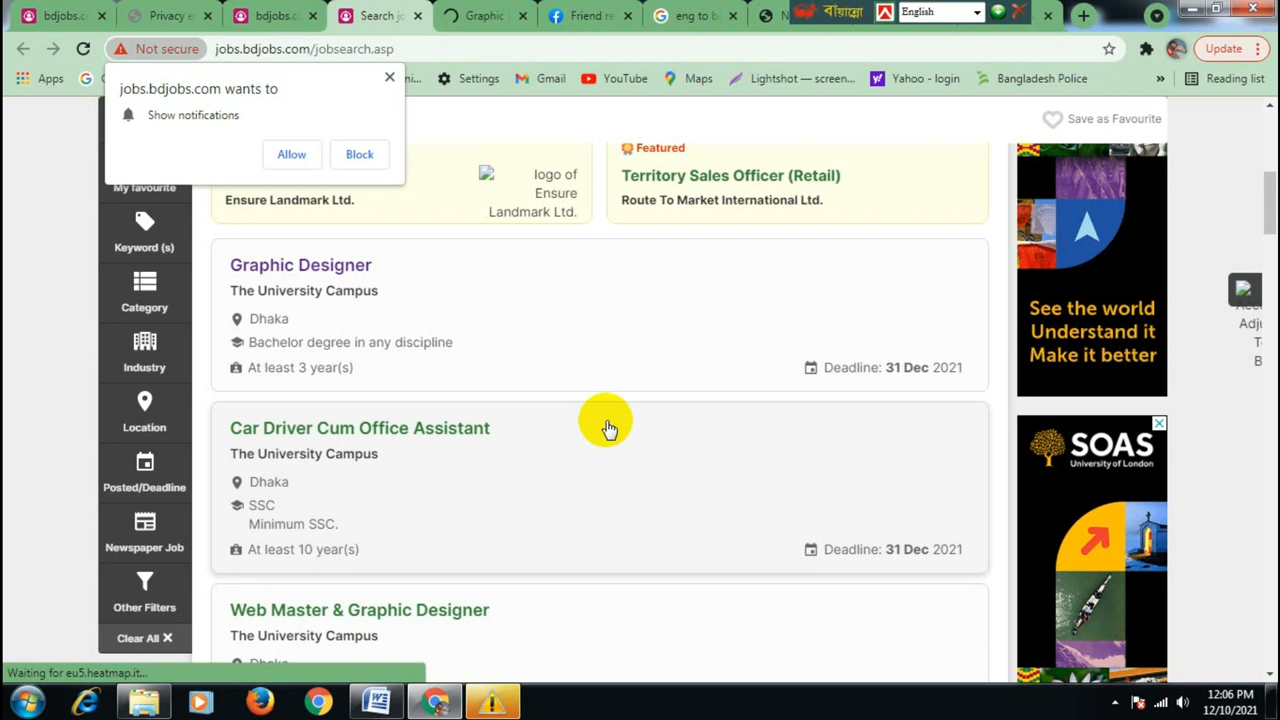 bdjobs.c
Privacy e
bdjobs.c
Search jo
Graphic
Friend re
eng to b
N
বায়ান্নো
English
Not secure
jobs.bdjobs.com/jobsearch.asp
Update
Apps
ni...
Settings
Gmail
YouTube
Maps
Lightshot — screen...
Yahoo - login
Bangladesh Police
»
Reading list
jobs.bdjobs.com wants to
Show notifications
Allow
Block
Save as Favourite
My favourite
Keyword (s)
Category
Industry
Location
Posted/Deadline
Newspaper Job
Other Filters
Clear All X
Ensure Landmark Ltd.
logo of
Ensure
Landmark Ltd.
Featured
Territory Sales Officer (Retail)
Route To Market International Ltd.
Graphic Designer
The University Campus
Dhaka
Bachelor degree in any discipline
At least 3 year(s)
Deadline: 31 Dec 2021
Car Driver Cum Office Assistant
The University Campus
Dhaka
SSC
Minimum SSC.
At least 10 year(s)
Deadline: 31 Dec 2021
Web Master & Graphic Designer
The University Campus
Dhaka
See the world
Understand it
Make it better
SOAS
University of London
Adju
T
B
Waiting for eu5.heatmap.it...
12:06 PM
12/10/2021